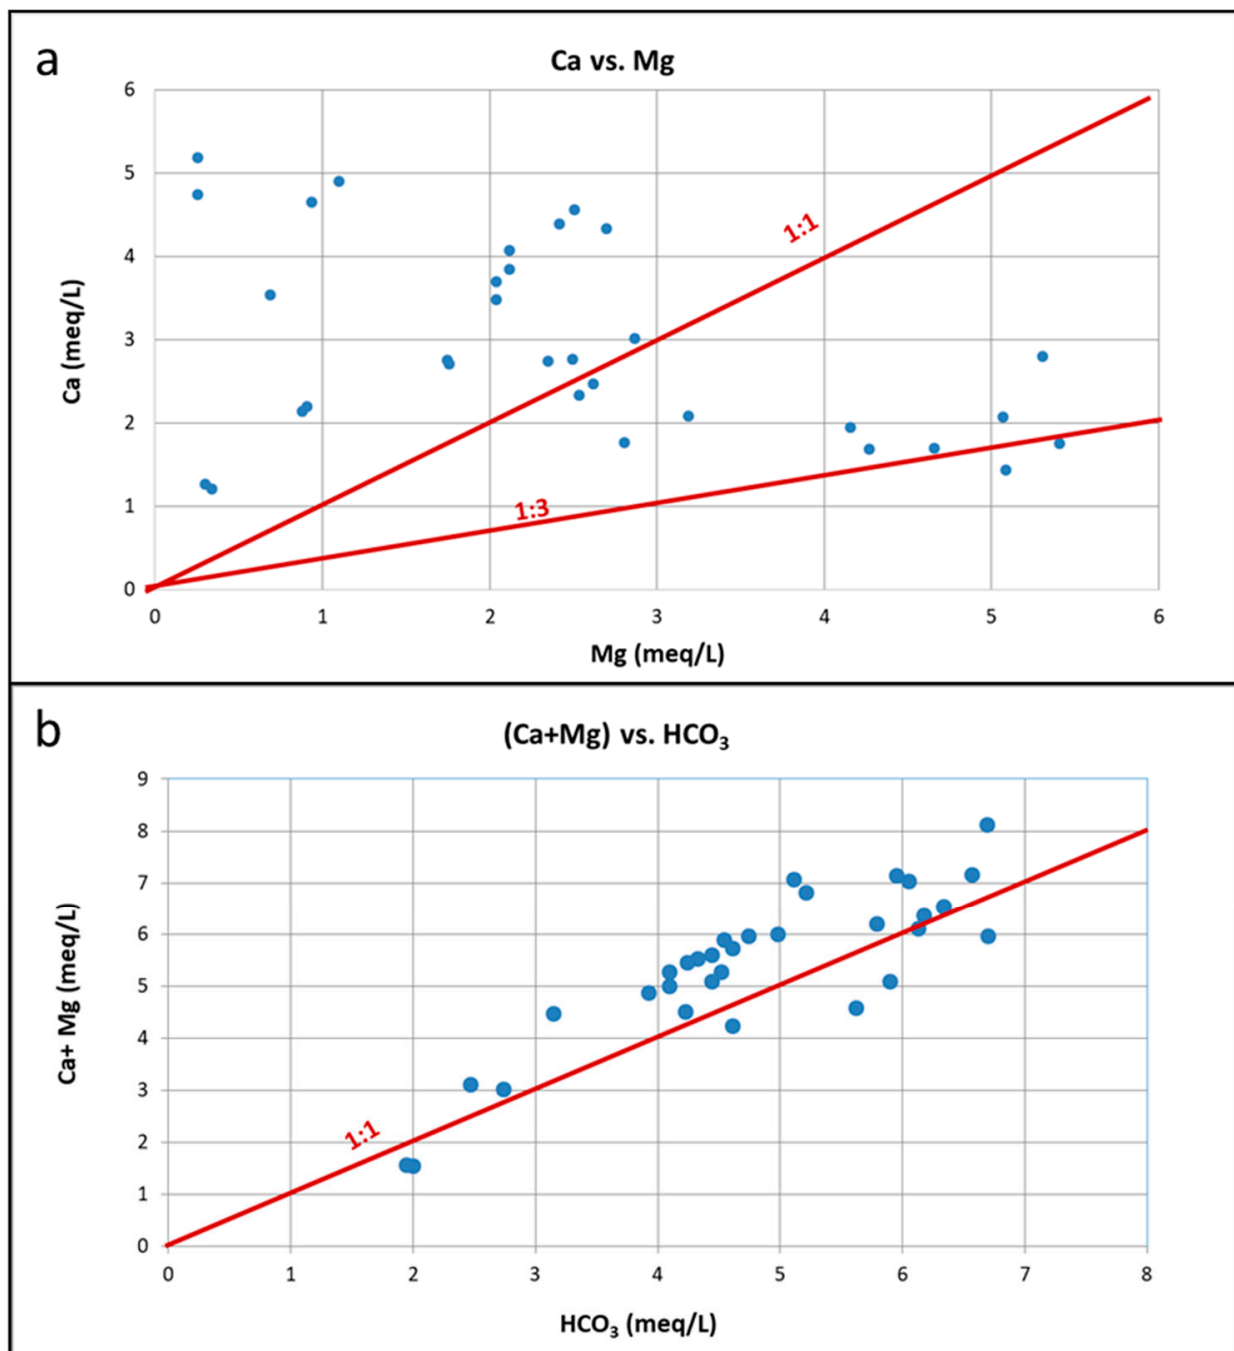 a
Ca vs. Mg
6
5
4
3
2
1
0
Ca (meq/L)
1:1
1:3
0 1 2 3 4 5 6
Mg (meq/L)
b
(Ca+Mg) vs. HCO₃
9
8
7
6
5
4
3
2
1
0
Ca+ Mg (meq/L)
1:1
0 1 2 3 4 5 6 7 8
HCO₃ (meq/L)